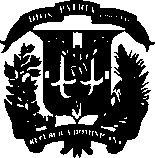 DIOS PATRIA
REPUBLICA DOMINICANA